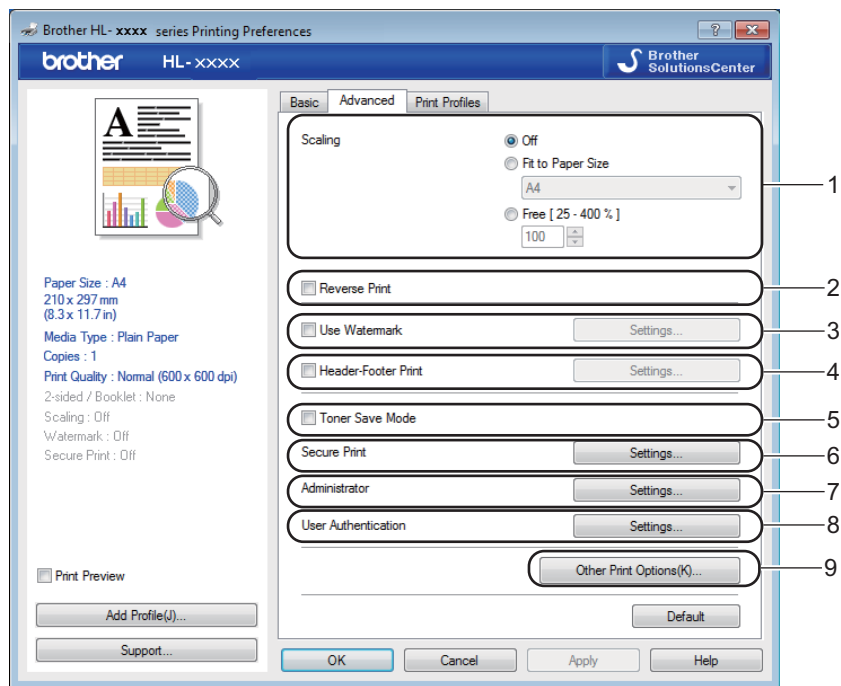 Brother HL- xxxx series Printing Preferences
brother HL-xxxx
Brother
SolutionsCenter
Basic Advanced Print Profiles
Scaling
Off
Fit to Paper Size
A4
Free [ 25 - 400 % ]
100
1
Reverse Print
2
Use Watermark Settings...
3
Header-Footer Print Settings...
4
Toner Save Mode
5
Secure Print Settings...
6
Administrator Settings...
7
User Authentication Settings...
8
Other Print Options(K)...
9
Default
A
Paper Size : A4
210 x 297 mm
(8.3 x 11.7 in)
Media Type : Plain Paper
Copies : 1
Print Quality : Normal (600 x 600 dpi)
2-sided / Booklet : None
Scaling : Off
Watermark : Off
Secure Print : Off
Print Preview
Add Profile(J)...
Support...
OK Cancel Apply Help